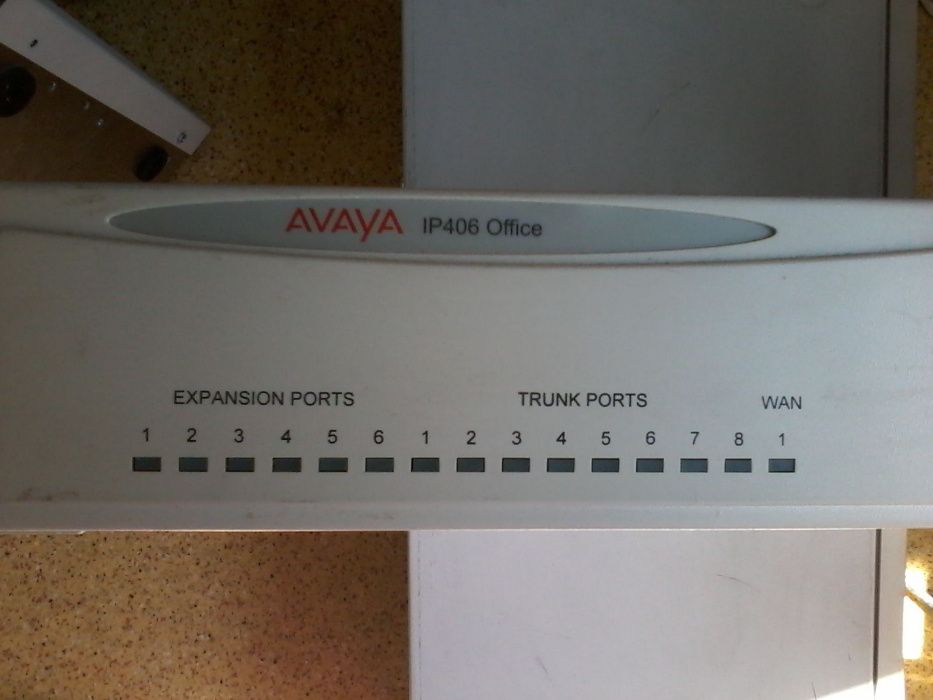 AVAYA IP406 Office
EXPANSION PORTS TRUNK PORTS WAN
1 2 3 4 5 6 1 2 3 4 5 6 7 8 1